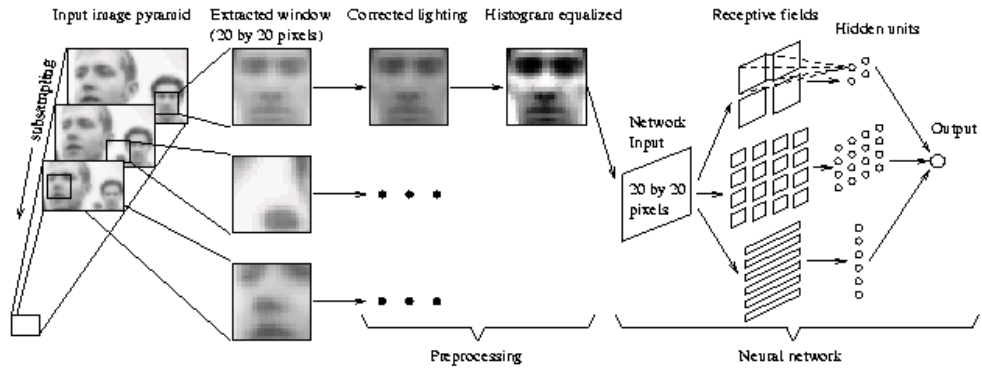 Input image pyramid
Extracted window
(20 by 20 pixels)
Corrected lighting
Histogram equalized
Receptive fields
Hidden units
subsampling
Network
Input
Output
20 by 20
pixels
Preprocessing
Neural network